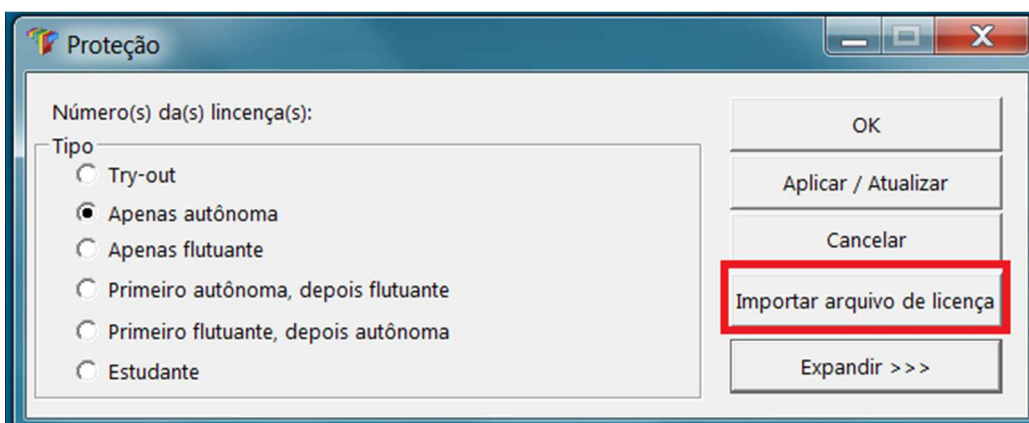 Proteção
Número(s) da(s) lincença(s):
Tipo
Try-out
Apenas autônoma
Apenas flutuante
Primeiro autônoma, depois flutuante
Primeiro flutuante, depois autônoma
Estudante
OK
Aplicar / Atualizar
Cancelar
Importar arquivo de licença
Expandir >>>